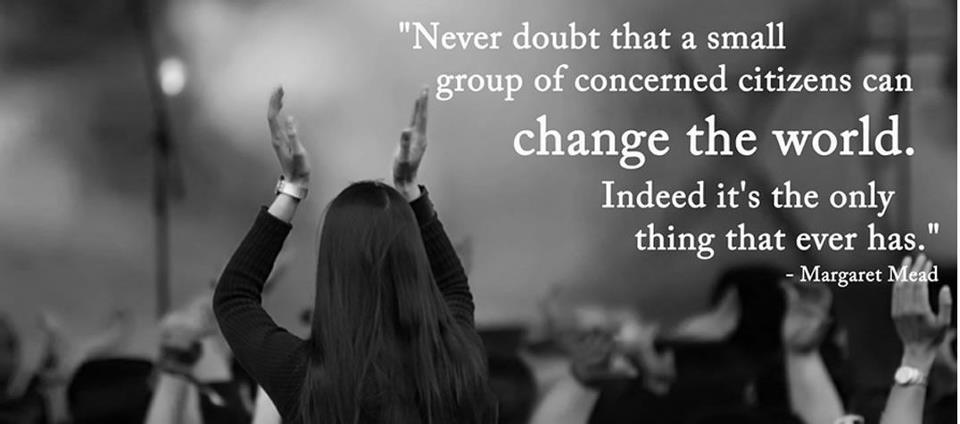 "Never doubt that a small
group of concerned citizens can
change the world.
Indeed it's the only
thing that ever has."
- Margaret Mead